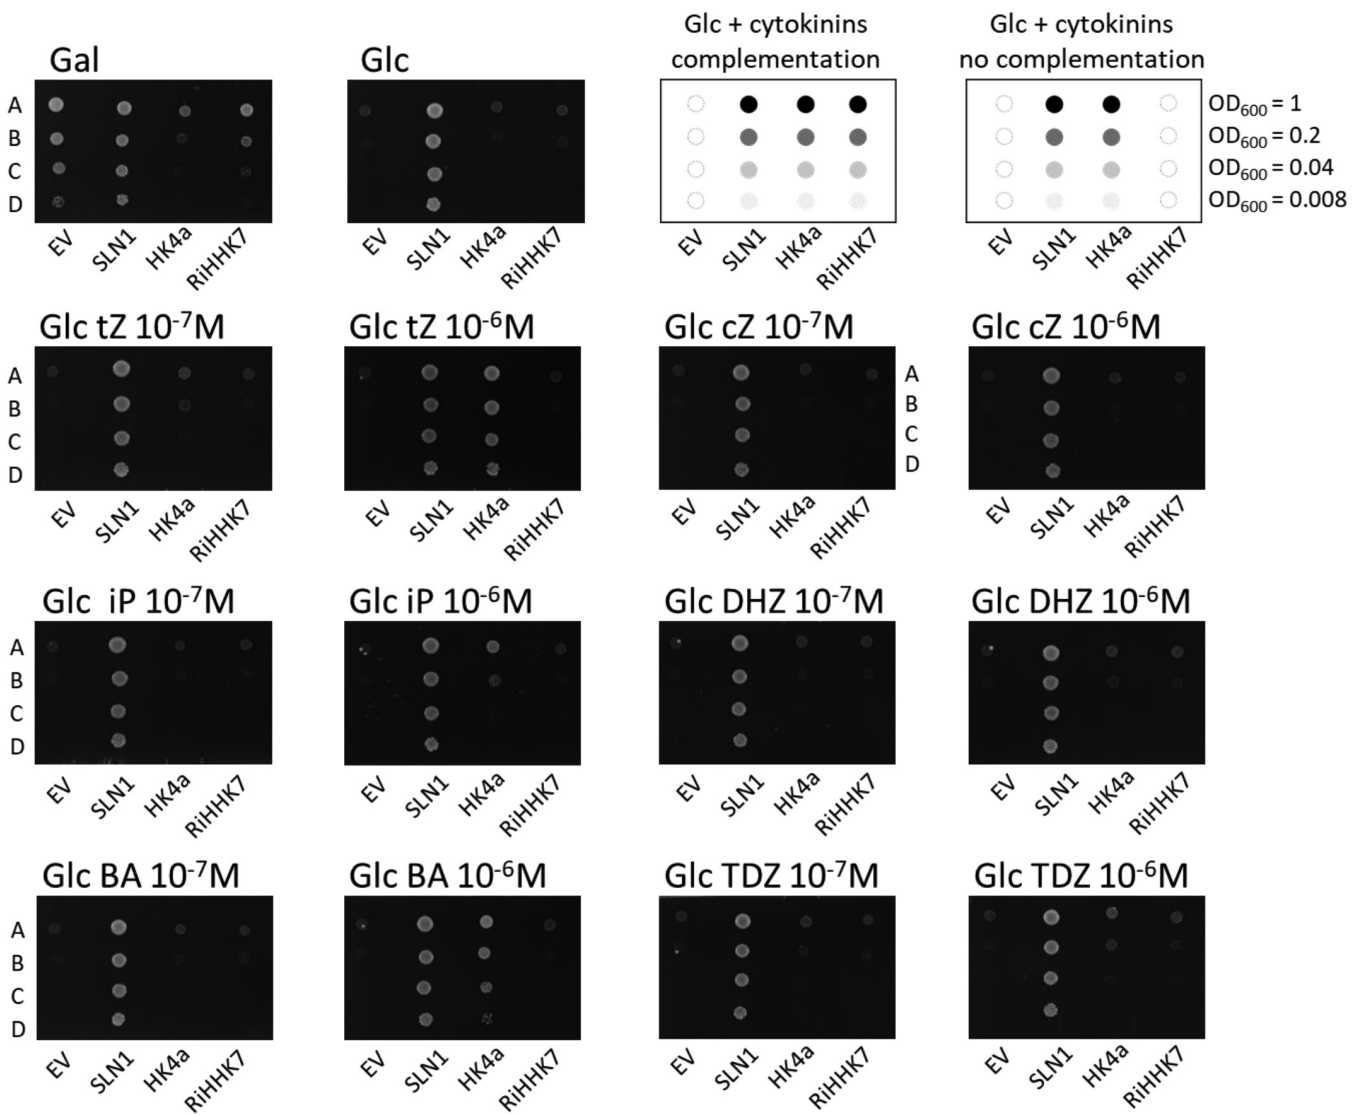 Glc + cytokinins
complementation
Glc + cytokinins
no complementation
Gal
Glc
A
B
C
D
OD600 = 1
OD600 = 0.2
OD600 = 0.04
OD600 = 0.008
EV SLN1 HK4a RiHHK7
EV SLN1 HK4a RiHHK7
EV SLN1 HK4a RiHHK7
EV SLN1 HK4a RiHHK7
Glc tZ 10-7M
Glc tZ 10-6M
Glc cZ 10-7M
Glc cZ 10-6M
A
B
C
D
A
B
C
D
EV SLN1 HK4a RiHHK7
EV SLN1 HK4a RiHHK7
EV SLN1 HK4a RiHHK7
EV SLN1 HK4a RiHHK7
Glc iP 10-7M
Glc iP 10-6M
Glc DHZ 10-7M
Glc DHZ 10-6M
A
B
C
D
EV SLN1 HK4a RiHHK7
EV SLN1 HK4a RiHHK7
EV SLN1 HK4a RiHHK7
EV SLN1 HK4a RiHHK7
Glc BA 10-7M
Glc BA 10-6M
Glc TDZ 10-7M
Glc TDZ 10-6M
A
B
C
D
EV SLN1 HK4a RiHHK7
EV SLN1 HK4a RiHHK7
EV SLN1 HK4a RiHHK7
EV SLN1 HK4a RiHHK7